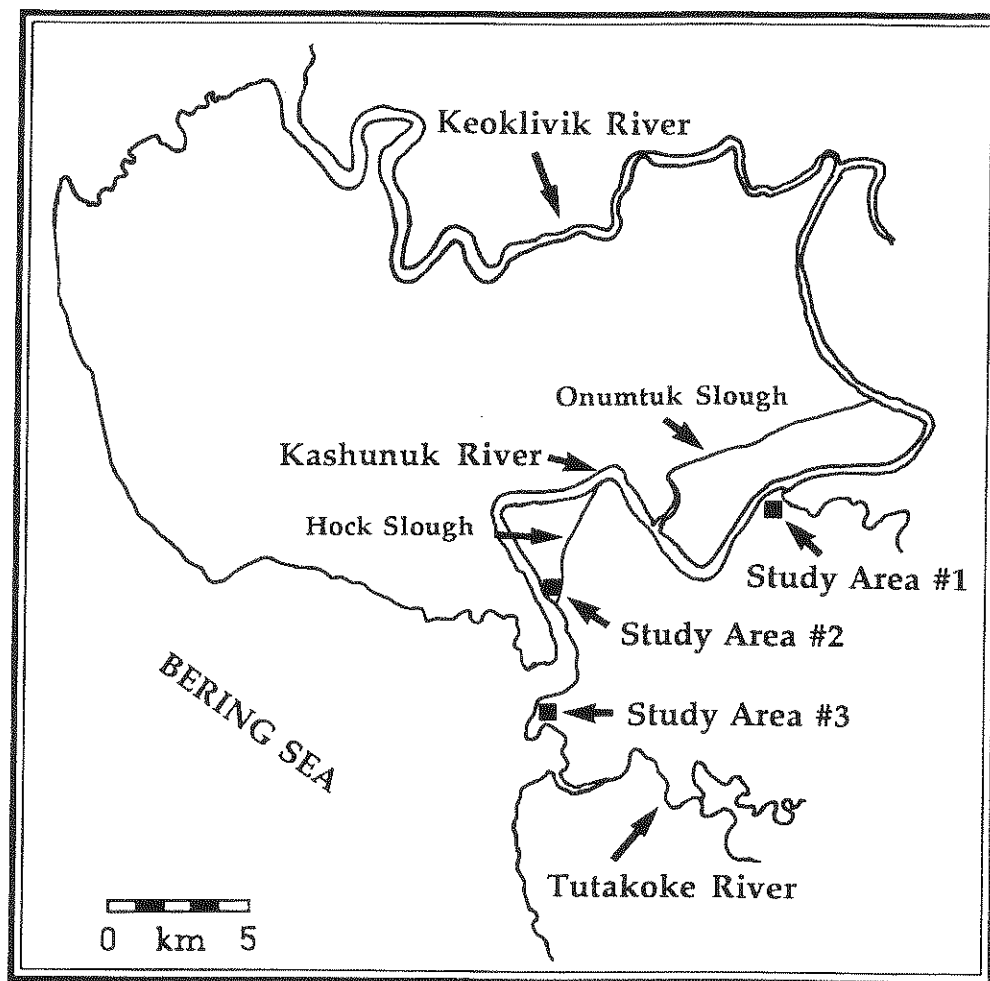 Keoklivik River
Onumtuk Slough
Kashunuk River
Hock Slough
Study Area #1
Study Area #2
Study Area #3
BERING SEA
Tutakoke River
0 km 5